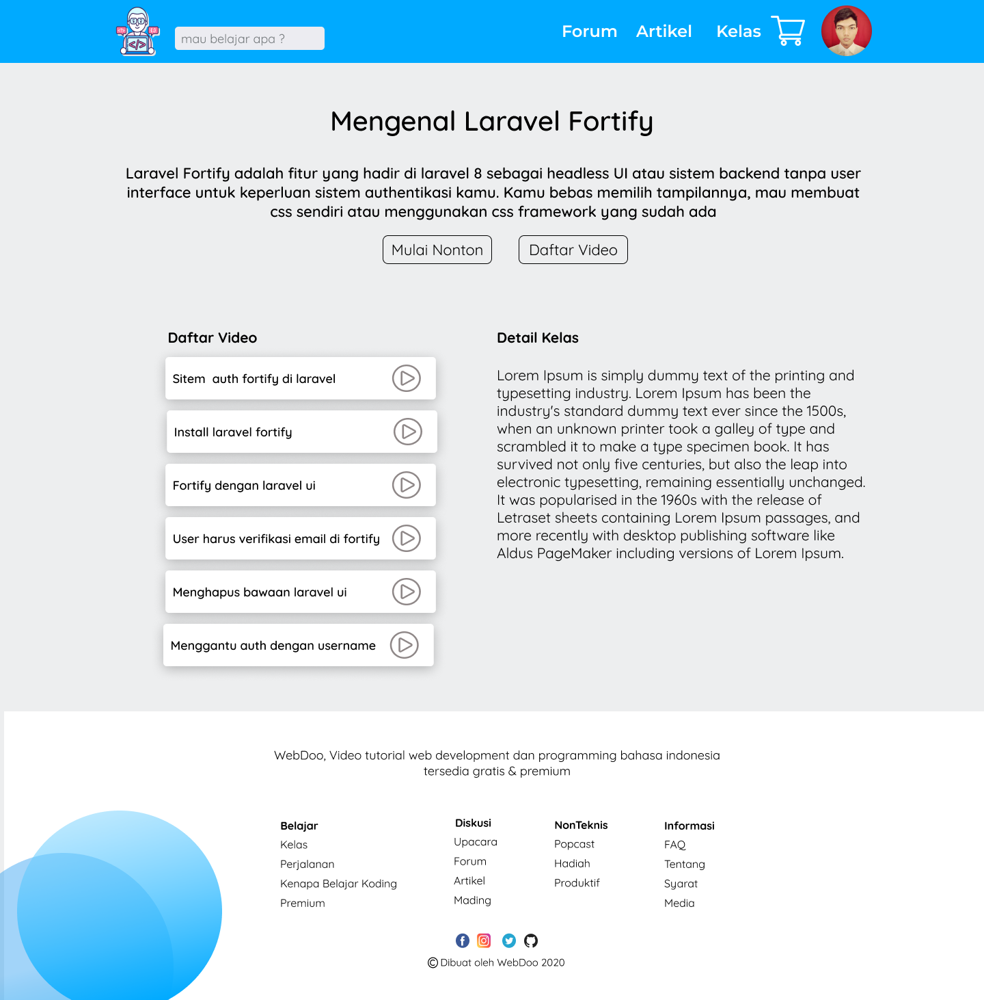 mau belajar apa ?
Forum
Artikel
Kelas
</>
Mengenal Laravel Fortify
Laravel Fortify adalah fitur yang hadir di laravel 8 sebagai headless UI atau sistem backend tanpa user
interface untuk keperluan sistem authentikasi kamu. Kamu bebas memilih tampilannya, mau membuat
css sendiri atau menggunakan css framework yang sudah ada
Mulai Nonton
Daftar Video
Daftar Video
Sitem  auth fortify di laravel
Install laravel fortify
Fortify dengan laravel ui
User harus verifikasi email di fortify
Menghapus bawaan laravel ui
Menggantu auth dengan username
Detail Kelas
Lorem Ipsum is simply dummy text of the printing and
typesetting industry. Lorem Ipsum has been the
industry's standard dummy text ever since the 1500s,
when an unknown printer took a galley of type and
scrambled it to make a type specimen book. It has
survived not only five centuries, but also the leap into
electronic typesetting, remaining essentially unchanged.
It was popularised in the 1960s with the release of
Letraset sheets containing Lorem Ipsum passages, and
more recently with desktop publishing software like
Aldus PageMaker including versions of Lorem Ipsum.
WebDoo, Video tutorial web development dan programming bahasa indonesia
tersedia gratis & premium
Belajar
Kelas
Perjalanan
Kenapa Belajar Koding
Premium
Diskusi
Upacara
Forum
Artikel
Mading
NonTeknis
Popcast
Hadiah
Produktif
Informasi
FAQ
Tentang
Syarat
Media
© Dibuat oleh WebDoo 2020